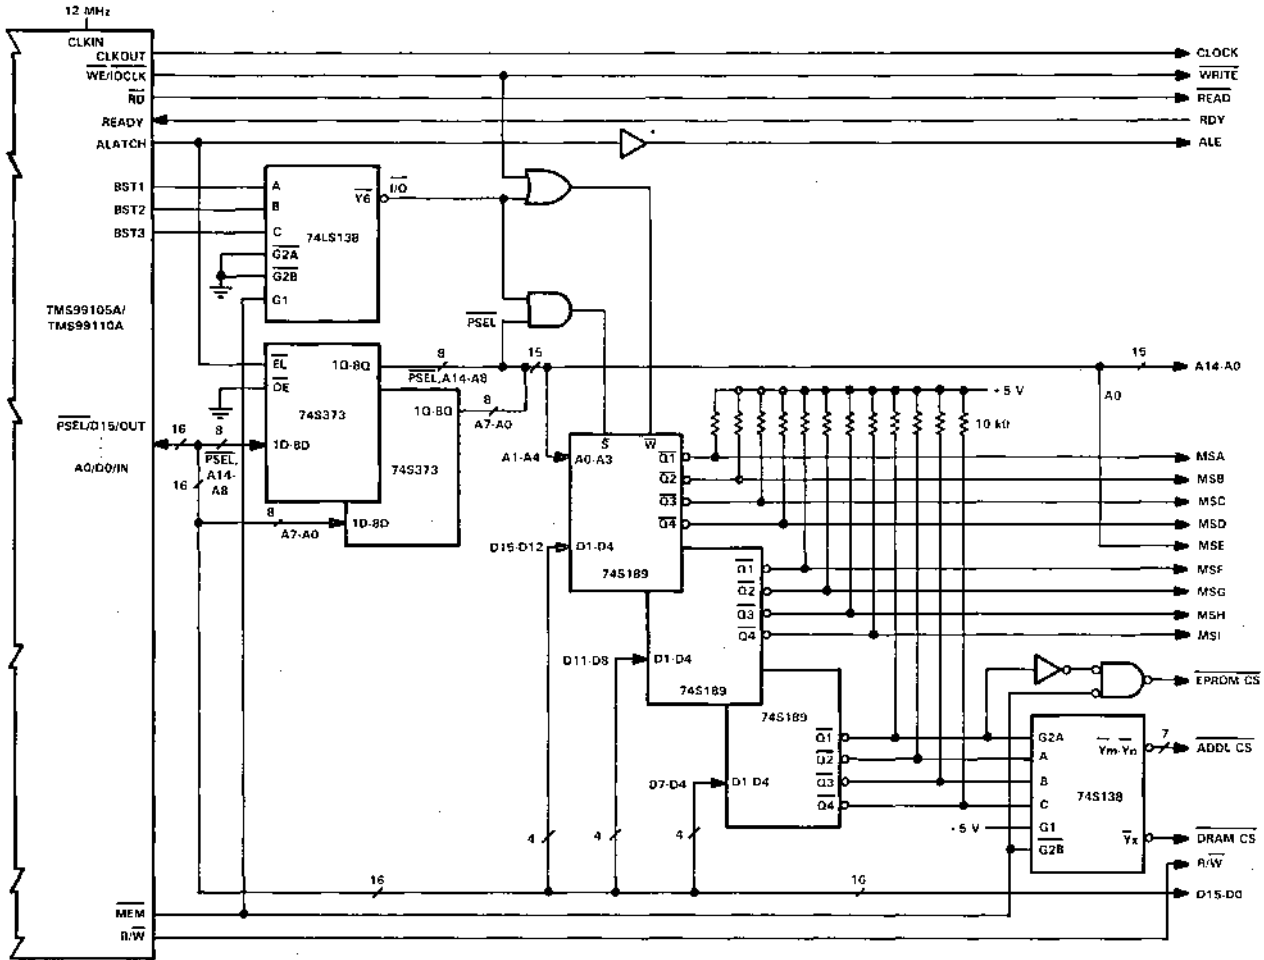 12 MHz
CLKIN
CLKOUT
CLOCK
WE/IOCLK
WRITE
RD
READ
READY
RDY
ALATCH
ALE
BST1
A
Y6
I/O
BST2
B
BST3
C
74LS138
G2A
G2B
G1
TMS99105A/
TMS99110A
PSEL
EL
1Q-8Q
8
PSEL,A14-A8
15
15
A14-A0
OE
74S373
1Q-8Q
8
A7-A0
+5 V
A0
10 kΩ
PSEL/D15/OUT
16
8
1D-8D
PSEL,
A14-
A8
A0/D0/IN
16
74S373
S
W
A1-A4
A0-A3
Q1
MSA
Q2
MSB
Q3
MSC
Q4
MSD
8
A7-A0
1D-8D
D15-D12
D1-D4
74S189
MSE
Q1
MSF
Q2
MSG
Q3
MSH
Q4
MSI
D11-D8
D1-D4
74S189
EPROM CS
74S189
Q1
G2A
Ym-Yn
7
ADDL CS
Q2
A
D7-D4
D1-D4
Q3
B
74S138
Q4
C
+5 V
G1
Yx
DRAM CS
4
4
4
G2B
R/W
16
16
D15-D0
MEM
R/W